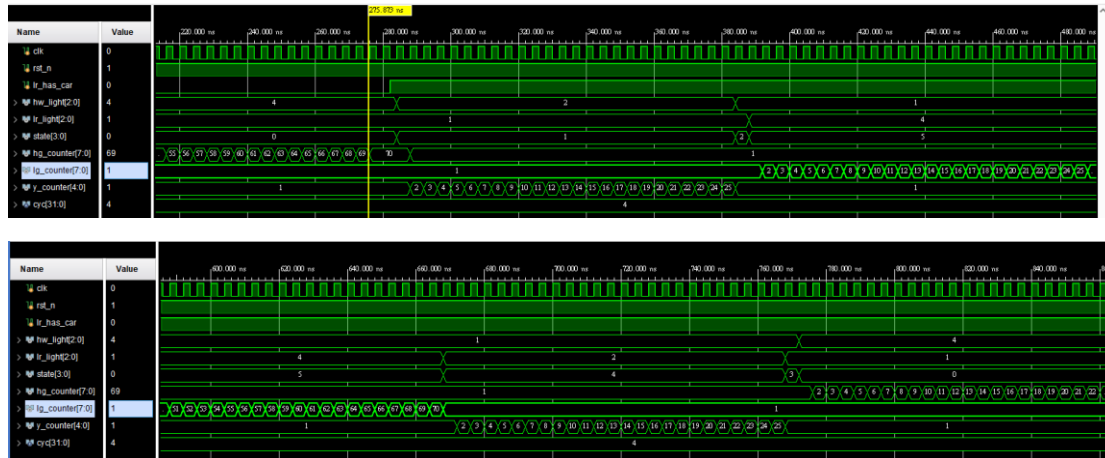 275.873 ns
Name Value
220.000 ns 240.000 ns 260.000 ns 280.000 ns 300.000 ns 320.000 ns 340.000 ns 360.000 ns 380.000 ns 400.000 ns 420.000 ns 440.000 ns 460.000 ns 480.000 ns
clk 0
rst_n 1
lr_has_car 0
> hw_light[2:0] 4 4 2 1
> lr_light[2:0] 1 1 4
> state[3:0] 0 0 1 2 5
> hg_counter[7:0] 69 55 56 57 58 59 60 61 62 63 64 65 66 67 68 69 70 1
> lg_counter[7:0] 1 1 2 3 4 5 6 7 8 9 10 11 12 13 14 15 16 17 18 19 20 21 22 23 24 25
> y_counter[4:0] 1 1 2 3 4 5 6 7 8 9 10 11 12 13 14 15 16 17 18 19 20 21 22 23 24 25 1
> cyc[31:0] 4 4
Name Value
600.000 ns 620.000 ns 640.000 ns 660.000 ns 680.000 ns 700.000 ns 720.000 ns 740.000 ns 760.000 ns 780.000 ns 800.000 ns 820.000 ns 840.000 ns
clk 0
rst_n 1
lr_has_car 0
> hw_light[2:0] 4 1 4
> lr_light[2:0] 1 4 2 1
> state[3:0] 0 5 4 3 0
> hg_counter[7:0] 69 1 2 3 4 5 6 7 8 9 10 11 12 13 14 15 16 17 18 19 20 21 22
> lg_counter[7:0] 1 51 52 53 54 55 56 57 58 59 60 61 62 63 64 65 66 67 68 69 70 1
> y_counter[4:0] 1 1 2 3 4 5 6 7 8 9 10 11 12 13 14 15 16 17 18 19 20 21 22 23 24 25 1
> cyc[31:0] 4 4